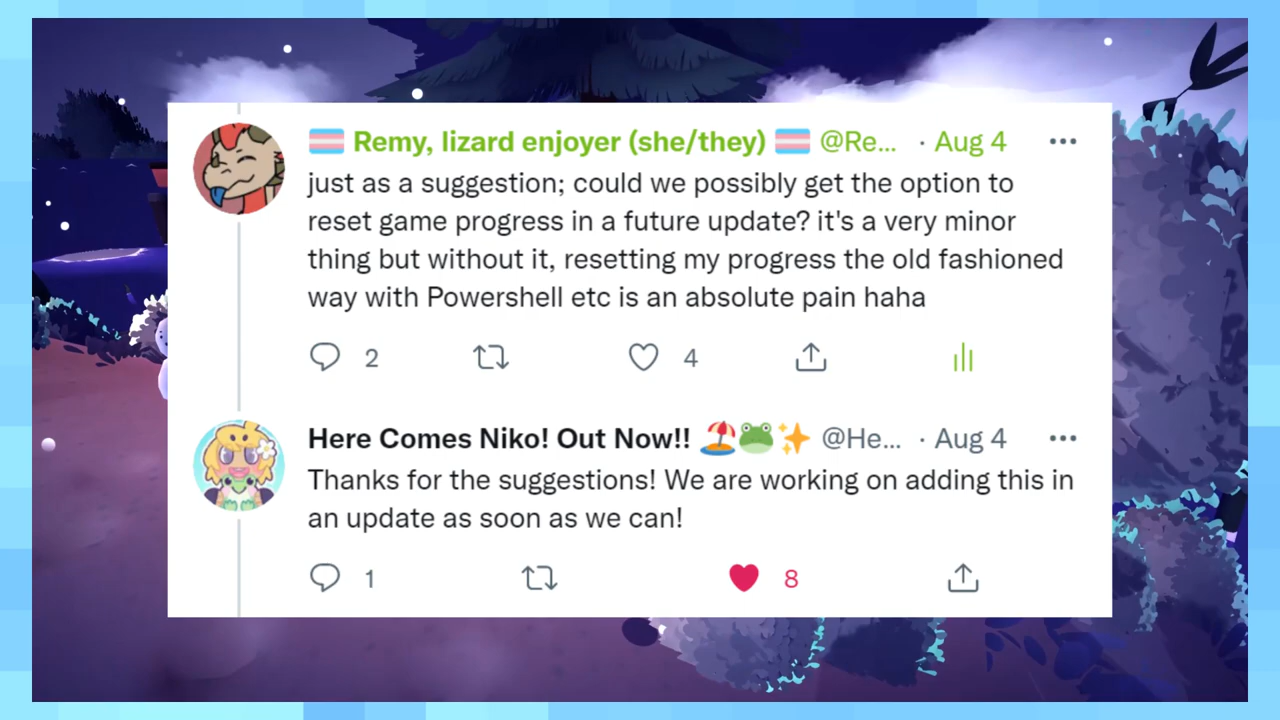 Remy, lizard enjoyer (she/they) @Re... · Aug 4
just as a suggestion; could we possibly get the option to
reset game progress in a future update? it's a very minor
thing but without it, resetting my progress the old fashioned
way with Powershell etc is an absolute pain haha
2 4
Here Comes Niko! Out Now!! 🏖️🐸✨ @He... · Aug 4
Thanks for the suggestions! We are working on adding this in
an update as soon as we can!
1 8